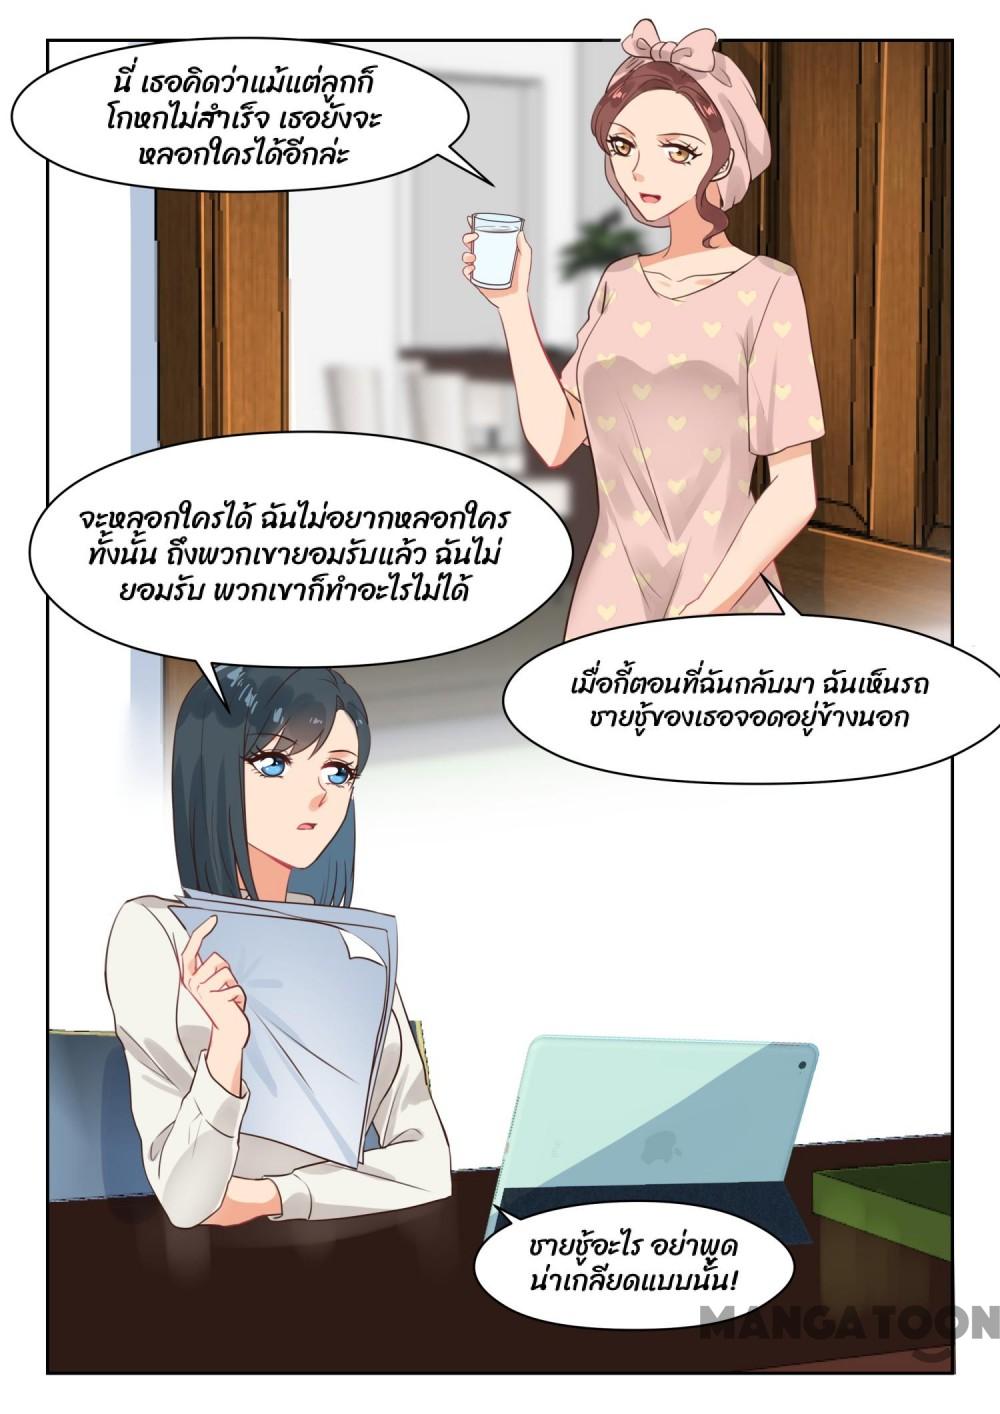 นี่ เธอคิดว่าแม้แต่ลูกก็
โกหกไม่สำเร็จ เธอยังจะ
หลอกใครได้อีกล่ะ
จะหลอกใครได้ ฉันไม่อยากหลอกใคร
ทั้งนั้น ถึงพวกเขายอมรับแล้ว ฉันไม่
ยอมรับ พวกเขาก็ทำอะไรไม่ได้
เมื่อกี้ตอนที่ฉันกลับมา ฉันเห็นรถ
ชายชู้ของเธอจอดอยู่ข้างนอก
ชายชู้อะไร อย่าพูด
น่าเกลียดแบบนั้น!
MANGATOON